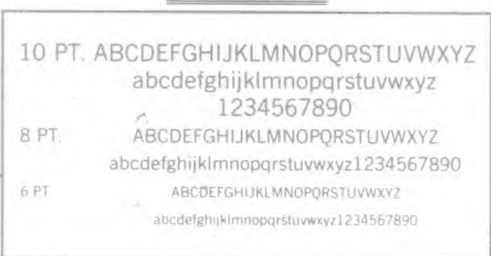 10 PT. ABCDEFGHIJKLMNOPQRSTUVWXYZ
abcdefghijklmnopqrstuvwxyz
1234567890
8 PT. ABCDEFGHIJKLMNOPQRSTUVWXYZ
abcdefghijklmnopqrstuvwxyz1234567890
6 PT ABCDEFGHIJKLMNOPQRSTUVWXYZ
abcdefghijklmnopqrstuvwxyz1234567890